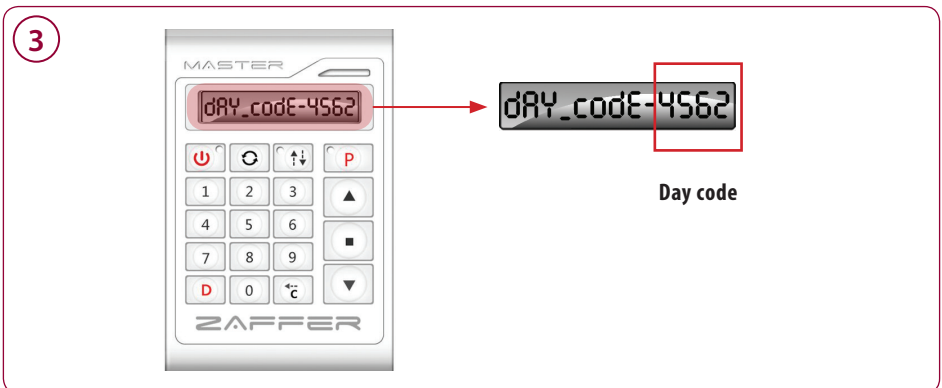 3
MASTER
dAY_codE-4562
dAY_codE-4562
P
1 2 3
4 5 6
7 8 9
D 0 C
ZAFFER
Day code